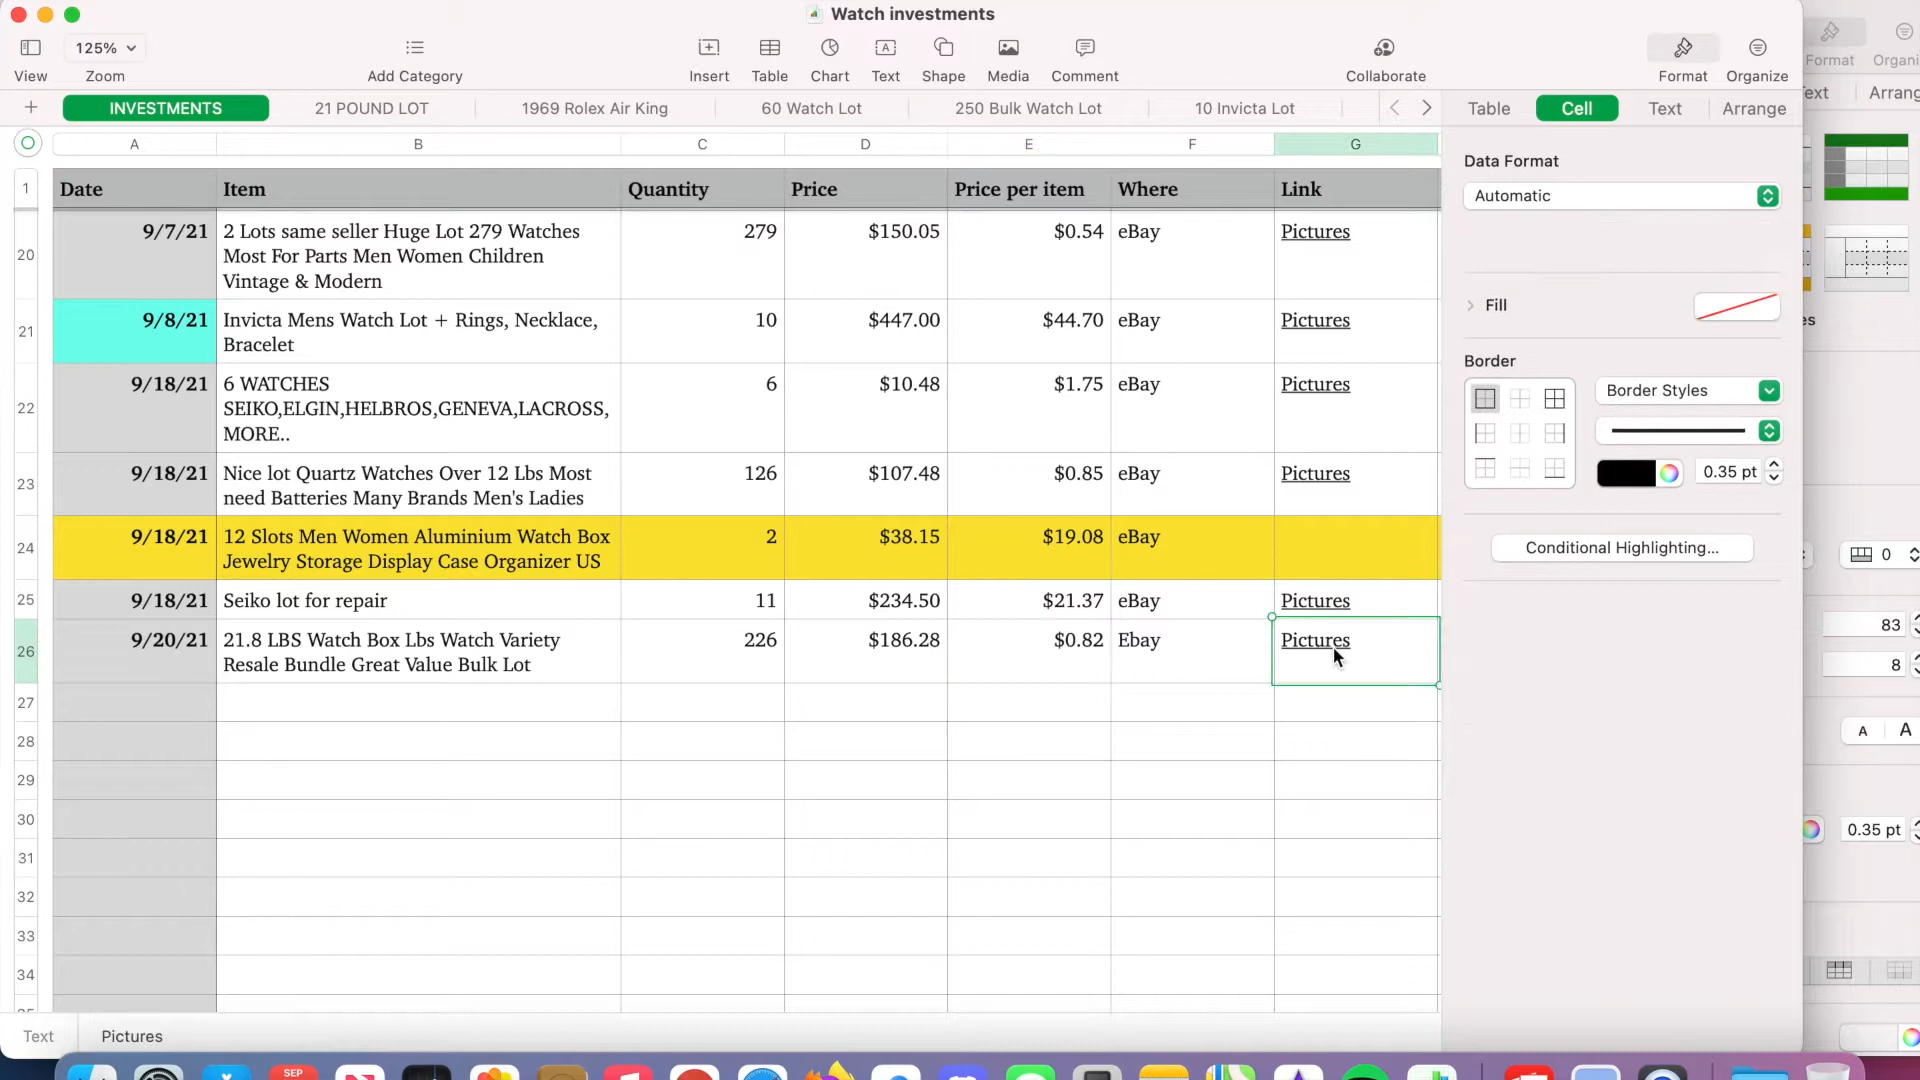 Watch investments
125%
View
Zoom
Add Category
Insert
Table
Chart
Text
Shape
Media
Comment
Collaborate
Format
Organize
Format
INVESTMENTS
21 POUND LOT
1969 Rolex Air King
60 Watch Lot
250 Bulk Watch Lot
10 Invicta Lot
Table
Cell
Text
Arrange
A B C D E F G
1 Date Item Quantity Price Price per item Where Link
20 9/7/21 2 Lots same seller Huge Lot 279 Watches 279 $150.05 $0.54 eBay Pictures
Most For Parts Men Women Children
Vintage & Modern
21 9/8/21 Invicta Mens Watch Lot + Rings, Necklace, 10 $447.00 $44.70 eBay Pictures
Bracelet
22 9/18/21 6 WATCHES 6 $10.48 $1.75 eBay Pictures
SEIKO,ELGIN,HELBROS,GENEVA,LACROSS,
MORE..
23 9/18/21 Nice lot Quartz Watches Over 12 Lbs Most 126 $107.48 $0.85 eBay Pictures
need Batteries Many Brands Men's Ladies
24 9/18/21 12 Slots Men Women Aluminium Watch Box 2 $38.15 $19.08 eBay
Jewelry Storage Display Case Organizer US
25 9/18/21 Seiko lot for repair 11 $234.50 $21.37 eBay Pictures
26 9/20/21 21.8 LBS Watch Box Lbs Watch Variety 226 $186.28 $0.82 Ebay Pictures
Resale Bundle Great Value Bulk Lot
27
28
29
30
31
32
33
34
Text Pictures
Data Format
Automatic
Fill
Border
Border Styles
0.35 pt
Conditional Highlighting...
0
83
8
A A
0.35 pt
SEP